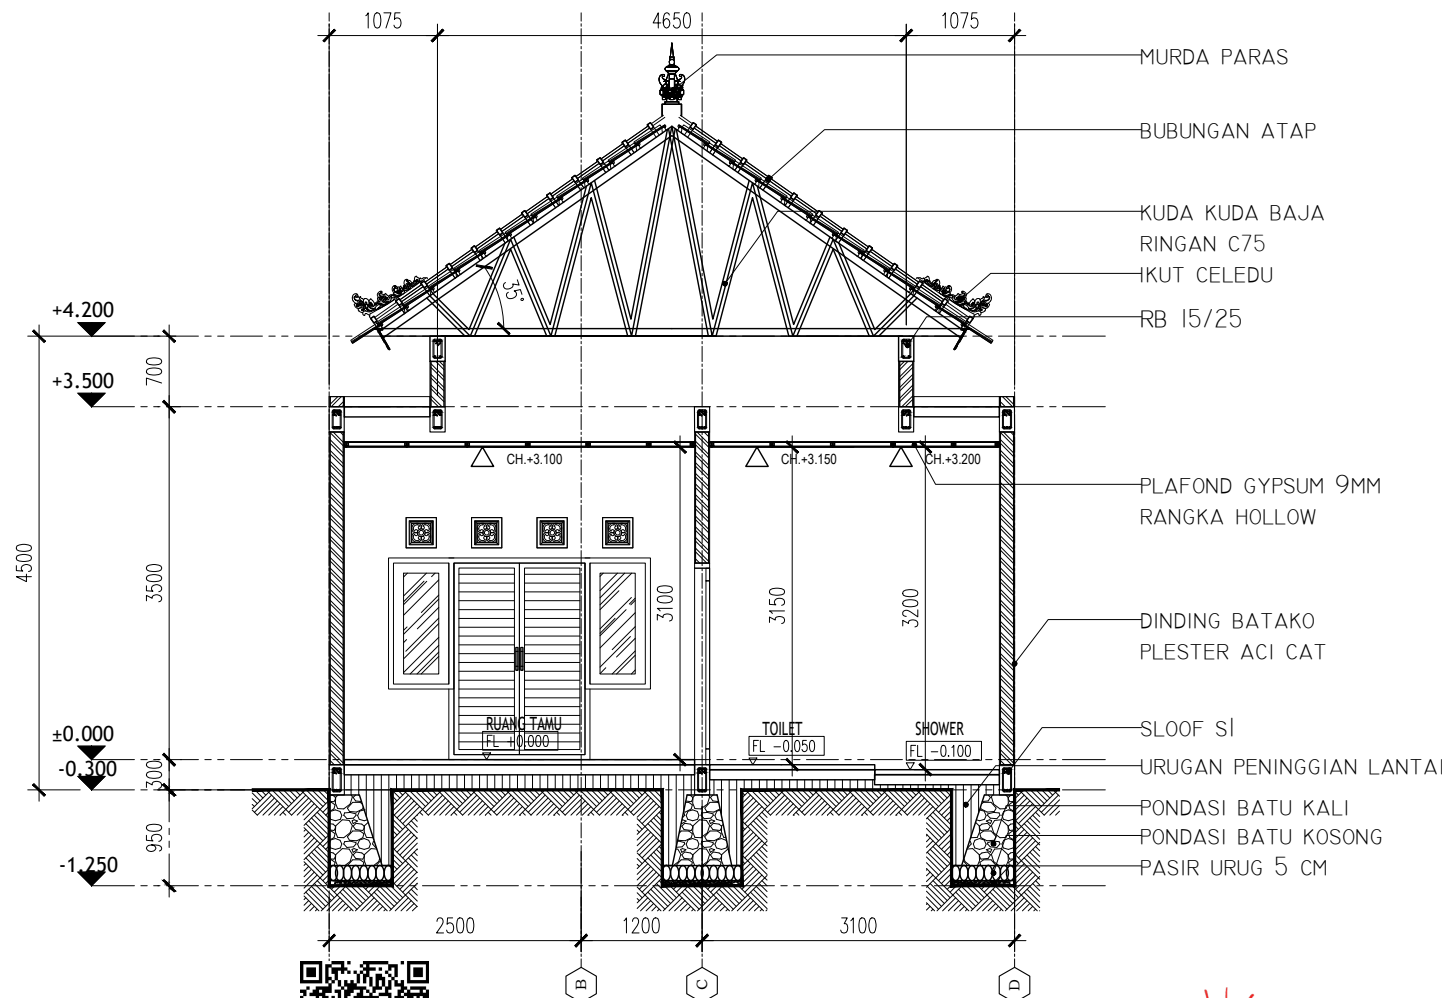 1075
4650
1075
MURDA PARAS
BUBUNGAN ATAP
KUDA KUDA BAJA
RINGAN C75
IKUT CELEDU
35°
+4.200
RB 15/25
700
+3.500
CH.+3.100
CH.+3.150
CH.+3.200
PLAFOND GYPSUM 9MM
RANGKA HOLLOW
4500
3500
3100
3150
3200
DINDING BATAKO
PLESTER ACI CAT
RUANG TAMU
FL +0.000
TOILET
FL -0.050
SHOWER
FL -0.100
±0.000
SLOOF S1
-0.300
300
URUGAN PENINGGIAN LANTAI
PONDASI BATU KALI
950
PONDASI BATU KOSONG
-1.250
PASIR URUG 5 CM
2500
1200
3100
B
C
D